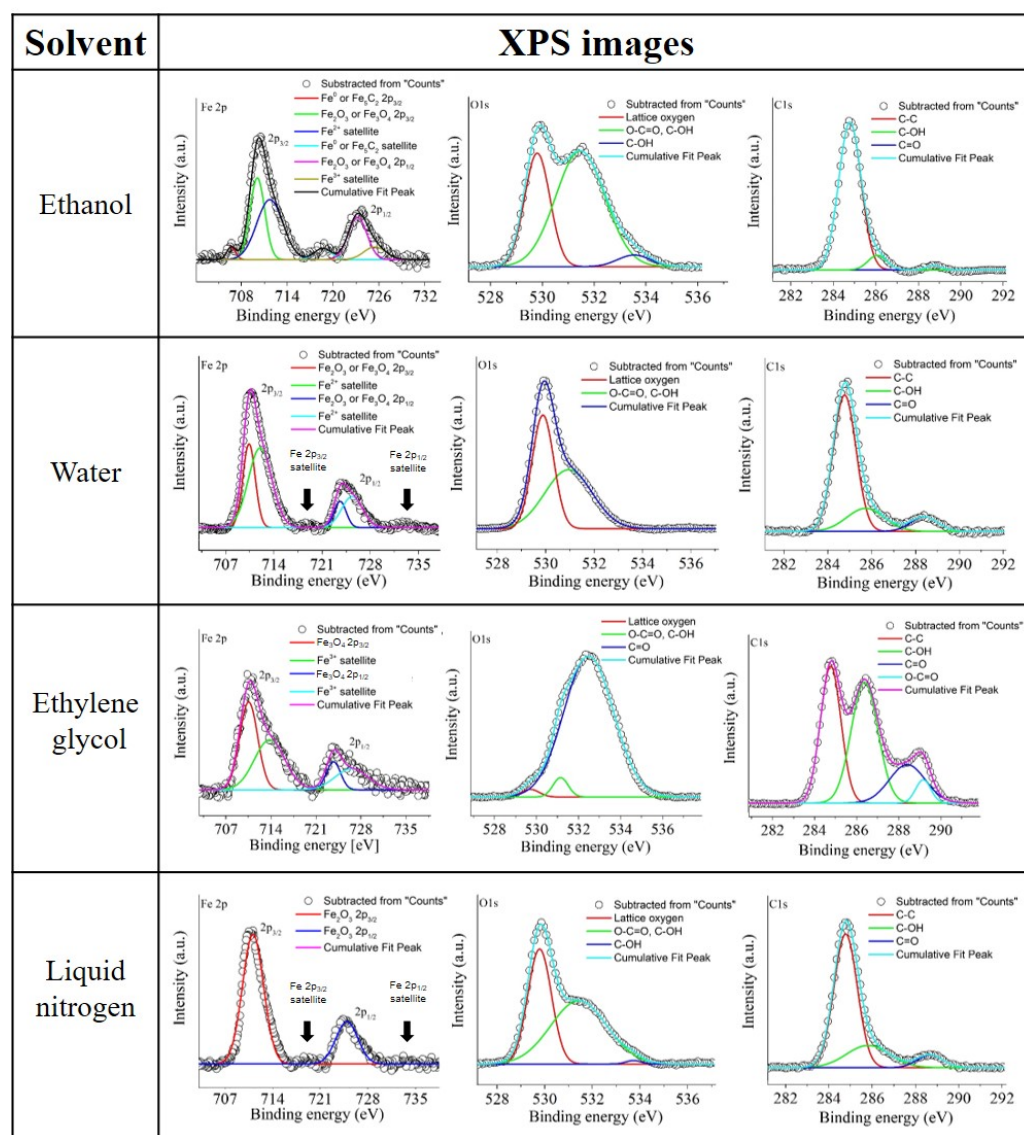 Solvent
XPS images
Ethanol
Fe 2p
Substracted from "Counts"
Fe⁰ or Fe₅C₂ 2p₃/₂
Fe₂O₃ or Fe₃O₄ 2p₃/₂
Fe²⁺ satellite
Fe⁰ or Fe₅C₂ satellite
Fe₂O₃ or Fe₃O₄ 2p₁/₂
Fe³⁺ satellite
Cumulative Fit Peak
2p₃/₂
2p₁/₂
Intensity (a.u.)
708 714 720 726 732
Binding energy (eV)
O1s
Subtracted from "Counts"
Lattice oxygen
O-C=O, C-OH
C-OH
Cumulative Fit Peak
Intensity (a.u.)
528 530 532 534 536
Binding energy (eV)
C1s
Subtracted from "Counts"
C-C
C-OH
C=O
Cumulative Fit Peak
Intensity (a.u.)
282 284 286 288 290 292
Binding energy (eV)
Water
Fe 2p
Subtracted from "Counts"
Fe₂O₃ or Fe₃O₄ 2p₃/₂
Fe²⁺ satellite
Fe₂O₃ or Fe₃O₄ 2p₁/₂
Fe²⁺ satellite
Cumulative Fit Peak
2p₃/₂
Fe 2p₃/₂
satellite
2p₁/₂
Fe 2p₁/₂
satellite
Intensity (a.u.)
707 714 721 728 735
Binding energy (eV)
O1s
Subtracted from "Counts"
Lattice oxygen
O-C=O, C-OH
Cumulative Fit Peak
Intensity (a.u.)
528 530 532 534 536
Binding energy (eV)
C1s
Subtracted from "Counts"
C-C
C-OH
C=O
Cumulative Fit Peak
Intensity (a.u.)
282 284 286 288 290 292
Binding energy (eV)
Ethylene
glycol
Fe 2p
Subtracted from "Counts"
Fe₃O₄ 2p₃/₂
Fe³⁺ satellite
Fe₃O₄ 2p₁/₂
Fe³⁺ satellite
Cumulative Fit Peak
2p₃/₂
2p₁/₂
Intensity (a.u.)
707 714 721 728 735
Binding energy [eV]
O1s
Lattice oxygen
O-C=O, C-OH
C=O
Cumulative Fit Peak
Intensity (a.u.)
528 530 532 534 536
Binding energy (eV)
C1s
Subtracted from "Counts"
C-C
C-OH
C=O
O-C=O
Cumulative Fit Peak
Intensity (a.u.)
282 284 286 288 290
Binding energy (eV)
Liquid
nitrogen
Fe 2p
Subtracted from "Counts"
Fe₂O₃ 2p₃/₂
Fe₂O₃ 2p₁/₂
Cumulative Fit Peak
2p₃/₂
Fe 2p₃/₂
satellite
2p₁/₂
Fe 2p₁/₂
satellite
Intensity (a.u.)
707 714 721 728 735
Binding energy (eV)
O1s
Subtracted from "Counts"
Lattice oxygen
O-C=O, C-OH
C-OH
Cumulative Fit Peak
Intensity (a.u.)
528 530 532 534 536
Binding energy (eV)
C1s
Subtracted from "Counts"
C-C
C-OH
C=O
Cumulative Fit Peak
Intensity (a.u.)
282 284 286 288 290 292
Binding energy (eV)